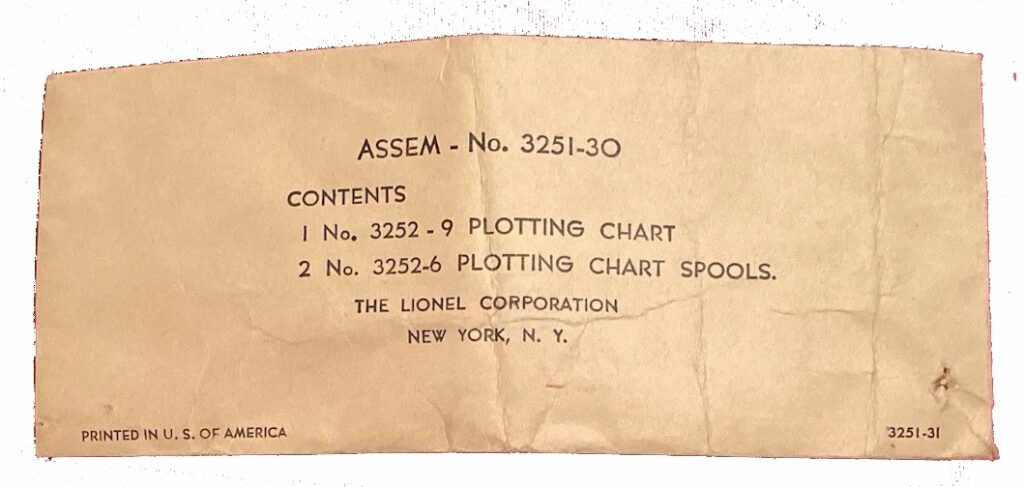 ASSEM - No. 3251-30
CONTENTS
1 No. 3252 - 9 PLOTTING CHART
2 No. 3252-6 PLOTTING CHART SPOOLS.
THE LIONEL CORPORATION
NEW YORK, N. Y.
PRINTED IN U. S. OF AMERICA
3251-31